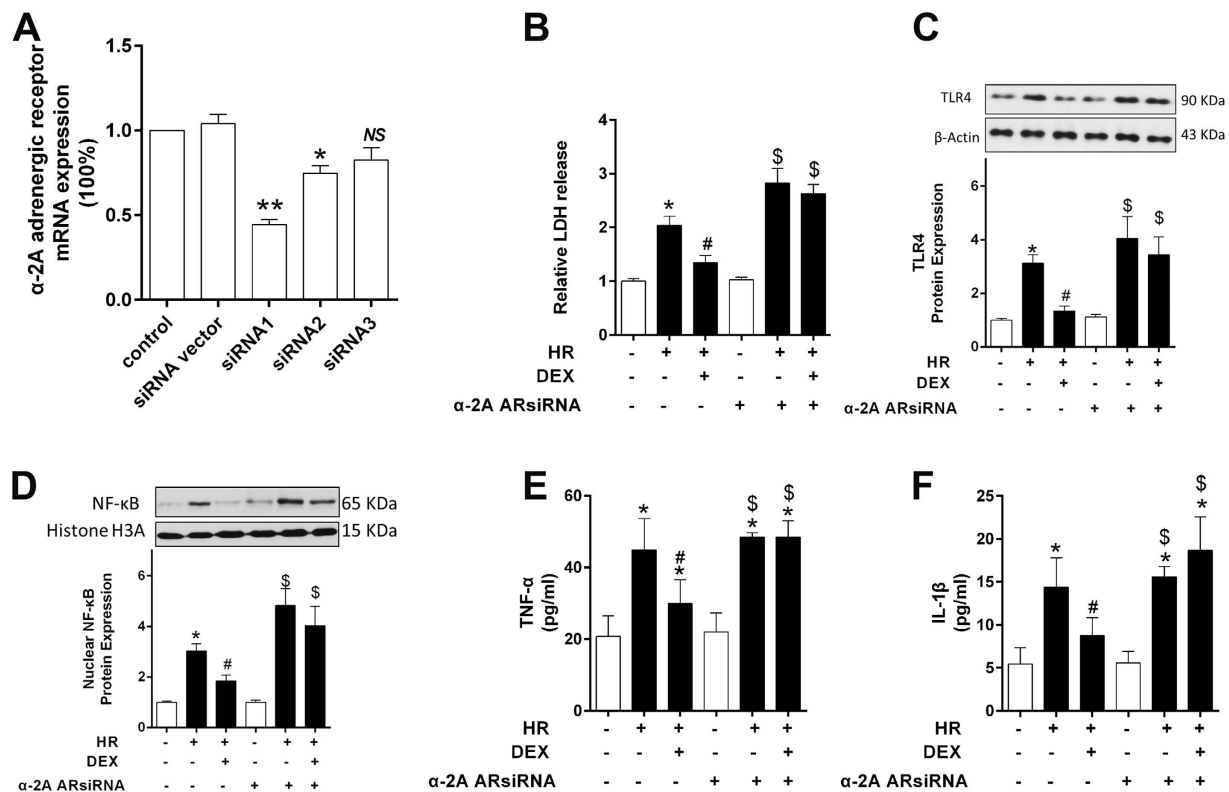 A
α-2A adrenergic receptor
mRNA expression
(100%)
1.5
1.0
0.5
0.0
**
*
NS
control
siRNA vector
siRNA1
siRNA2
siRNA3
B
Relative LDH release
4
3
2
1
0
*
#
$
$
HR - + + - + +
DEX - - + - - +
α-2A ARsiRNA - - - + + +
C
TLR4
90 KDa
β-Actin
43 KDa
TLR4
Protein Expression
6
4
2
0
*
#
$
$
HR - + + - + +
DEX - - + - - +
α-2A ARsiRNA - - - + + +
D
NF-κB
65 KDa
Histone H3A
15 KDa
Nuclear NF-κB
Protein Expression
6
4
2
0
*
#
$
$
HR - + + - + +
DEX - - + - - +
α-2A ARsiRNA - - - + + +
E
TNF-α
(pg/ml)
60
40
20
0
*
#
*
$
*
$
*
HR - + + - + +
DEX - - + - - +
α-2A ARsiRNA - - - + + +
F
IL-1β
(pg/ml)
25
20
15
10
5
0
*
#
$
*
$
*
HR - + + - + +
DEX - - + - - +
α-2A ARsiRNA - - - + + +